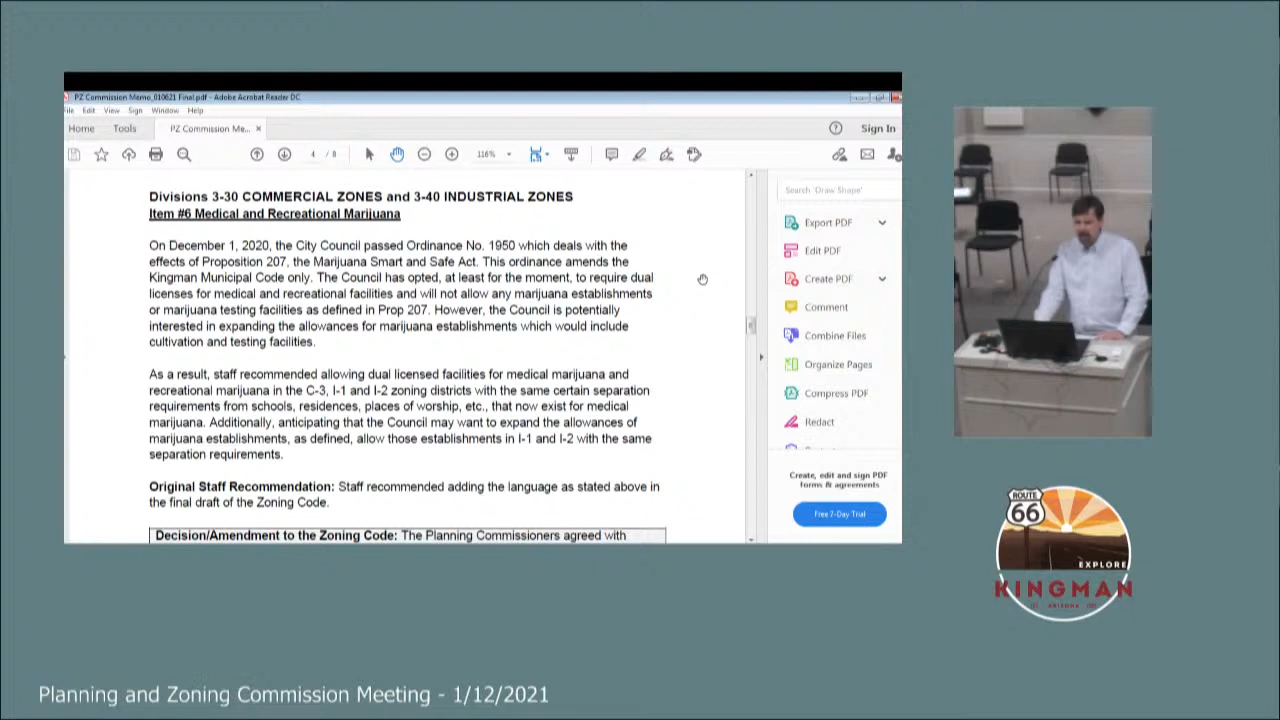 PZ Commission Memo_010621 Final.pdf - Adobe Acrobat Reader DC
File Edit View Sign Window Help
Home Tools PZ Commission Me... × Sign In
4 / 8 116%
Divisions 3-30 COMMERCIAL ZONES and 3-40 INDUSTRIAL ZONES
Item #6 Medical and Recreational Marijuana
On December 1, 2020, the City Council passed Ordinance No. 1950 which deals with the
effects of Proposition 207, the Marijuana Smart and Safe Act. This ordinance amends the
Kingman Municipal Code only. The Council has opted, at least for the moment, to require dual
licenses for medical and recreational facilities and will not allow any marijuana establishments
or marijuana testing facilities as defined in Prop 207. However, the Council is potentially
interested in expanding the allowances for marijuana establishments which would include
cultivation and testing facilities.
As a result, staff recommended allowing dual licensed facilities for medical marijuana and
recreational marijuana in the C-3, I-1 and I-2 zoning districts with the same certain separation
requirements from schools, residences, places of worship, etc., that now exist for medical
marijuana. Additionally, anticipating that the Council may want to expand the allowances of
marijuana establishments, as defined, allow those establishments in I-1 and I-2 with the same
separation requirements.
Original Staff Recommendation: Staff recommended adding the language as stated above in
the final draft of the Zoning Code.
Decision/Amendment to the Zoning Code: The Planning Commissioners agreed with
Search 'Draw Shape'
Export PDF
Edit PDF
Create PDF
Comment
Combine Files
Organize Pages
Compress PDF
Redact
Create, edit and sign PDF
forms & agreements
Free 7-Day Trial
ROUTE
66
EXPLORE
KINGMAN
ARIZONA
Planning and Zoning Commission Meeting - 1/12/2021